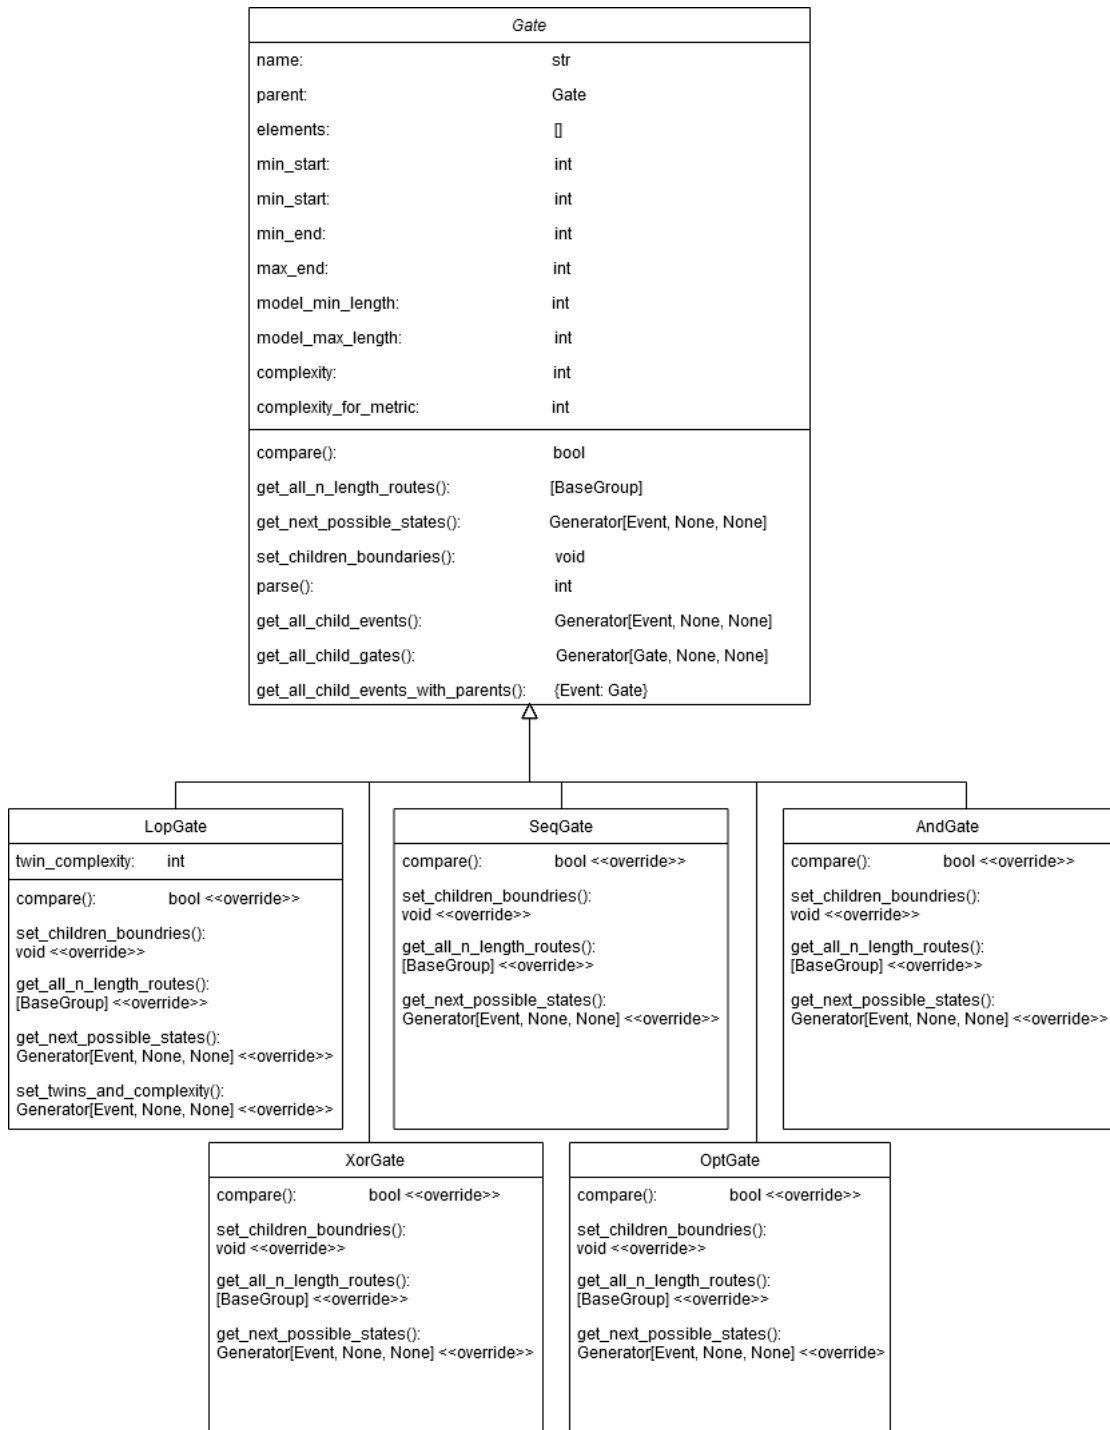 Gate
name: str
parent: Gate
elements: []
min_start: int
min_start: int
min_end: int
max_end: int
model_min_length: int
model_max_length: int
complexity: int
complexity_for_metric: int
compare(): bool
get_all_n_length_routes(): [BaseGroup]
get_next_possible_states(): Generator[Event, None, None]
set_children_boundaries(): void
parse(): int
get_all_child_events(): Generator[Event, None, None]
get_all_child_gates(): Generator[Gate, None, None]
get_all_child_events_with_parents(): {Event: Gate}
LopGate
twin_complexity: int
compare(): bool <<override>>
set_children_boundries():
void <<override>>
get_all_n_length_routes():
[BaseGroup] <<override>>
get_next_possible_states():
Generator[Event, None, None] <<override>>
set_twins_and_complexity():
Generator[Event, None, None] <<override>>
SeqGate
compare(): bool <<override>>
set_children_boundries():
void <<override>>
get_all_n_length_routes():
[BaseGroup] <<override>>
get_next_possible_states():
Generator[Event, None, None] <<override>>
AndGate
compare(): bool <<override>>
set_children_boundries():
void <<override>>
get_all_n_length_routes():
[BaseGroup] <<override>>
get_next_possible_states():
Generator[Event, None, None] <<override>>
XorGate
compare(): bool <<override>>
set_children_boundries():
void <<override>>
get_all_n_length_routes():
[BaseGroup] <<override>>
get_next_possible_states():
Generator[Event, None, None] <<override>>
OptGate
compare(): bool <<override>>
set_children_boundries():
void <<override>>
get_all_n_length_routes():
[BaseGroup] <<override>>
get_next_possible_states():
Generator[Event, None, None] <<override>